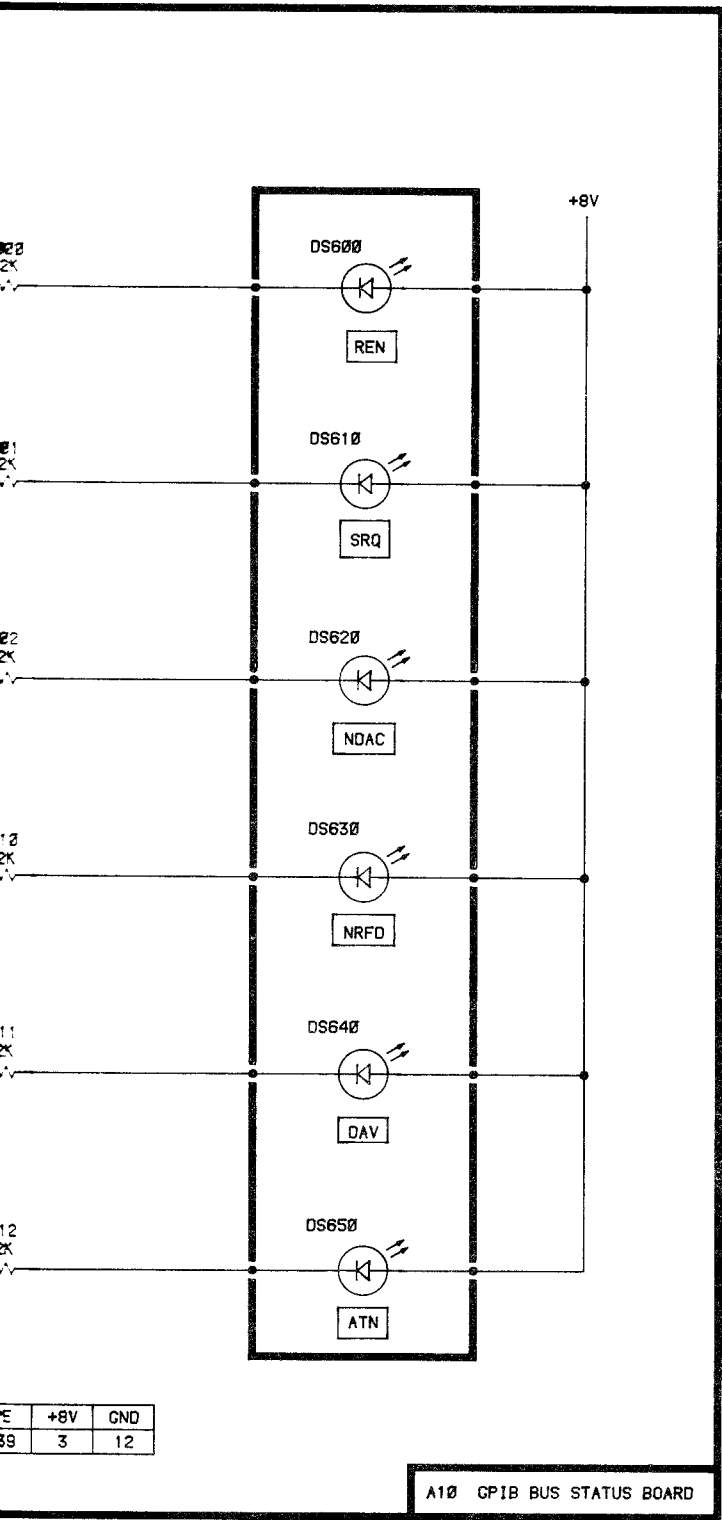 +8V
DS600
REN
DS610
SRQ
DS620
NDAC
DS630
NRFD
DS640
DAV
DS650
ATN
+8V GND
3 12
A10 GPIB BUS STATUS BOARD